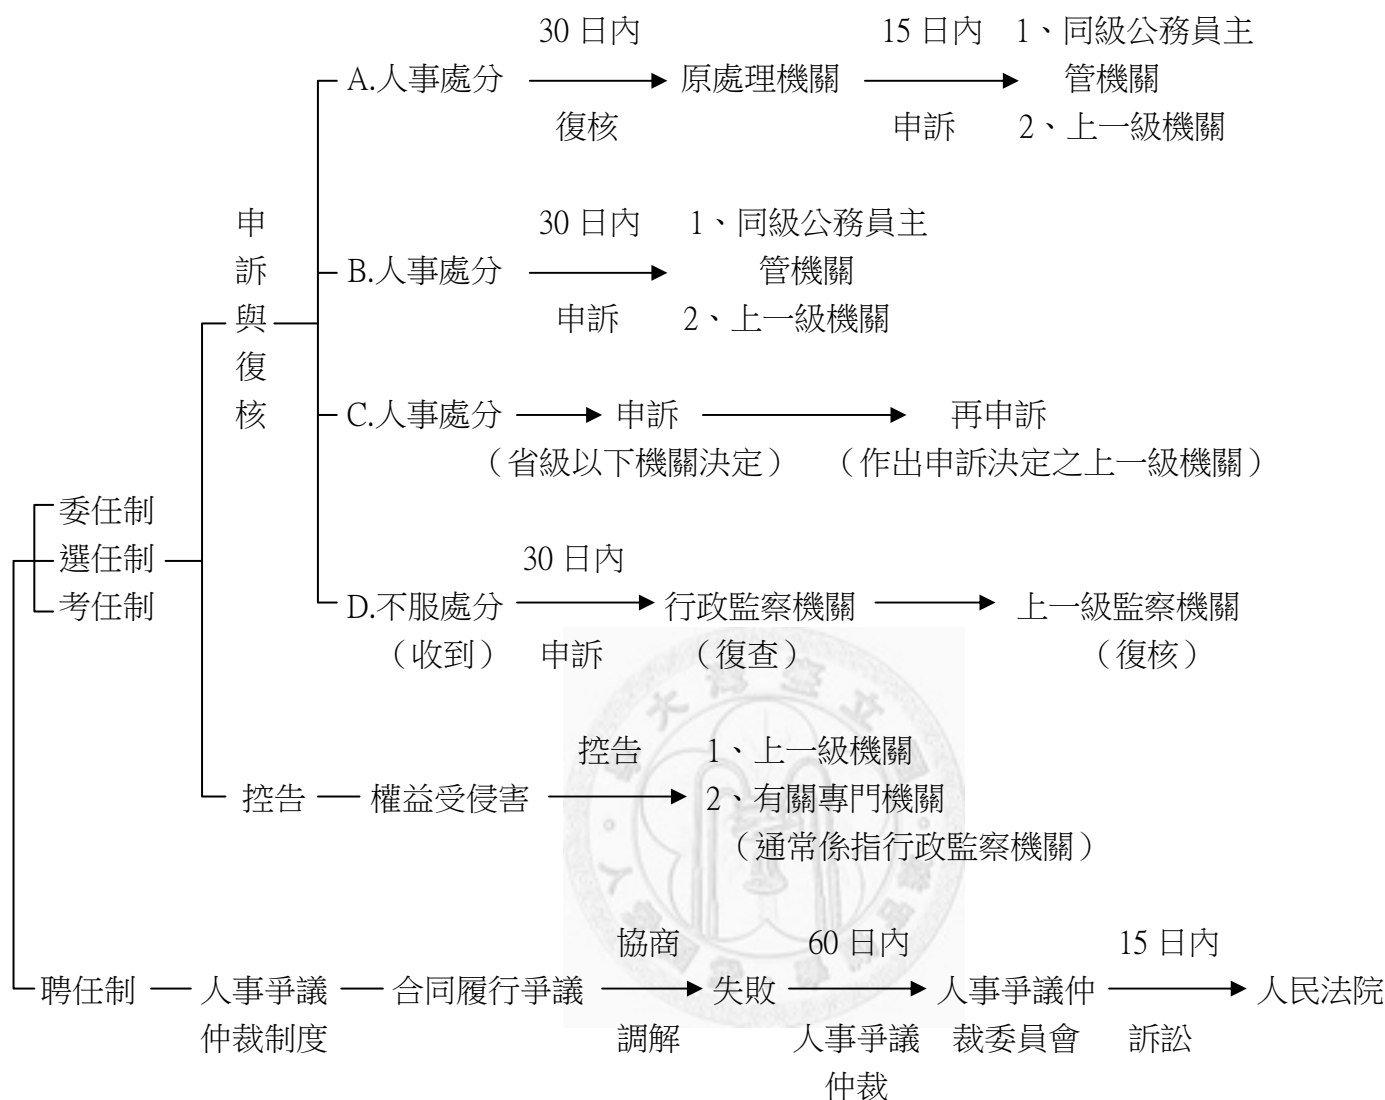 30 日內 15 日內 1、同級公務員主
A.人事處分 原處理機關 管機關
復核 申訴 2、上一級機關
申訴與復核
30 日內 1、同級公務員主
B.人事處分 管機關
申訴 2、上一級機關
C.人事處分 申訴 再申訴
（省級以下機關決定） （作出申訴決定之上一級機關）
委任制
選任制
考任制
30 日內
D.不服處分 行政監察機關 上一級監察機關
（收到） 申訴 （復查） （復核）
控告 1、上一級機關
控告 權益受侵害 2、有關專門機關
（通常係指行政監察機關）
協商 60 日內 15 日內
聘任制 人事爭議 合同履行爭議 失敗 人事爭議仲 人民法院
仲裁制度 調解 人事爭議 裁委員會 訴訟
仲裁